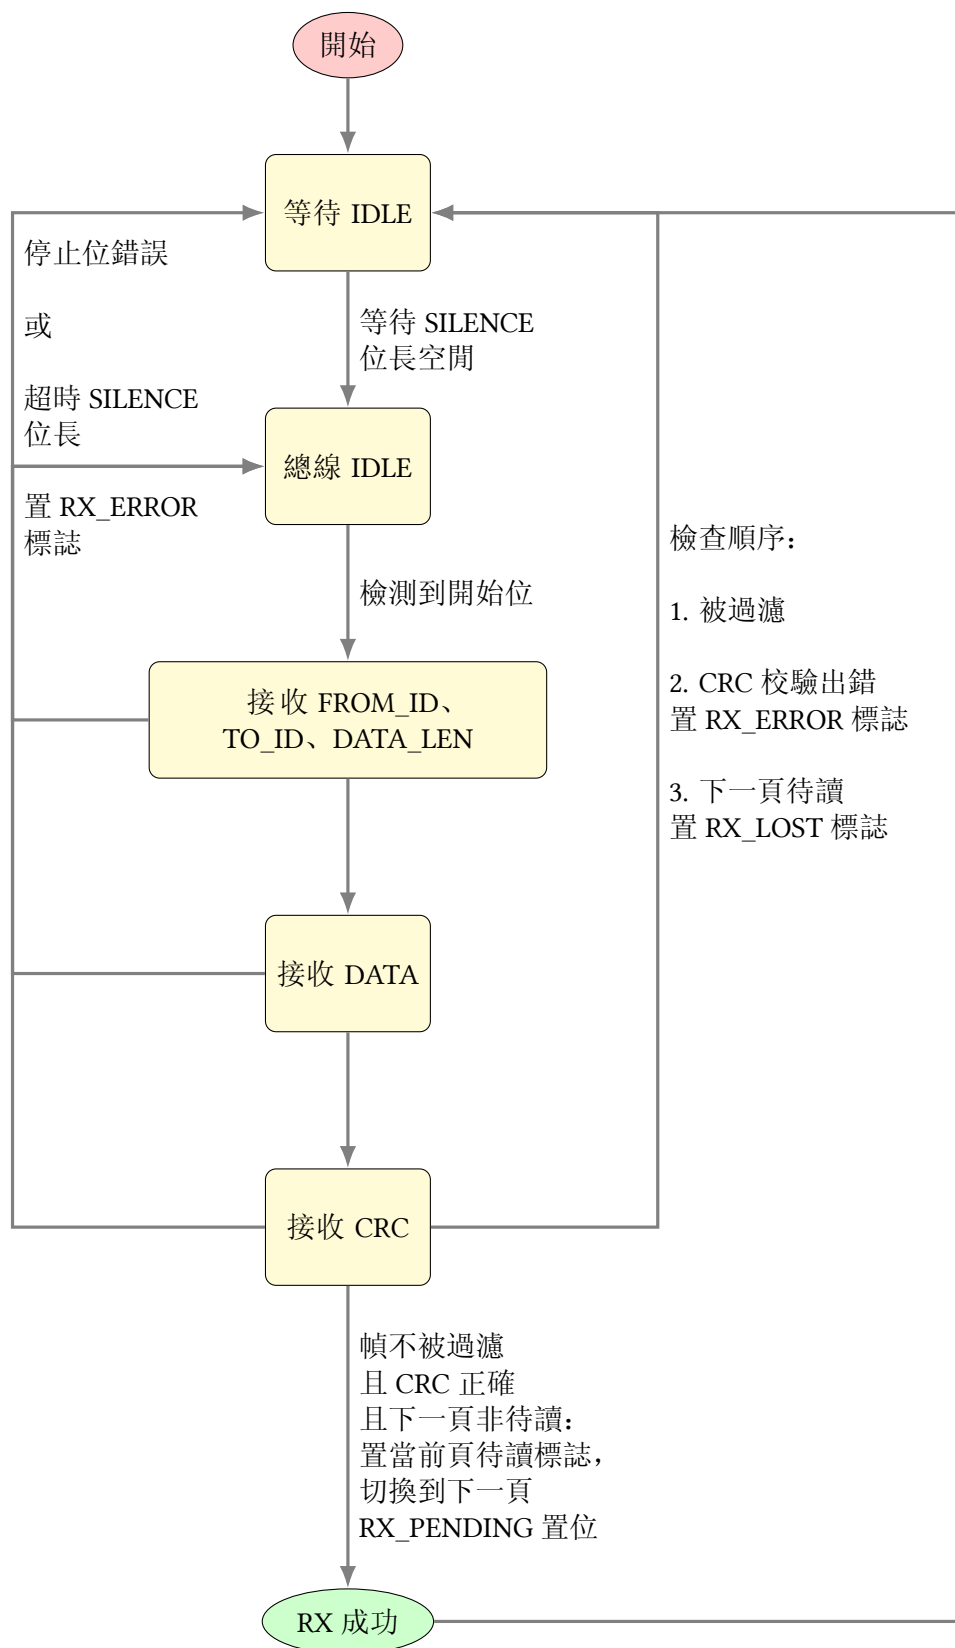 開始
等待 IDLE
停止位錯誤
或
超時 SILENCE
位長
置 RX_ERROR
標誌
等待 SILENCE
位長空閒
總線 IDLE
檢測到開始位
接收 FROM_ID、
TO_ID、DATA_LEN
檢查順序：
1. 被過濾
2. CRC 校驗出錯
置 RX_ERROR 標誌
3. 下一頁待讀
置 RX_LOST 標誌
接收 DATA
接收 CRC
幀不被過濾
且 CRC 正確
且下一頁非待讀：
置當前頁待讀標誌，
切換到下一頁
RX_PENDING 置位
RX 成功